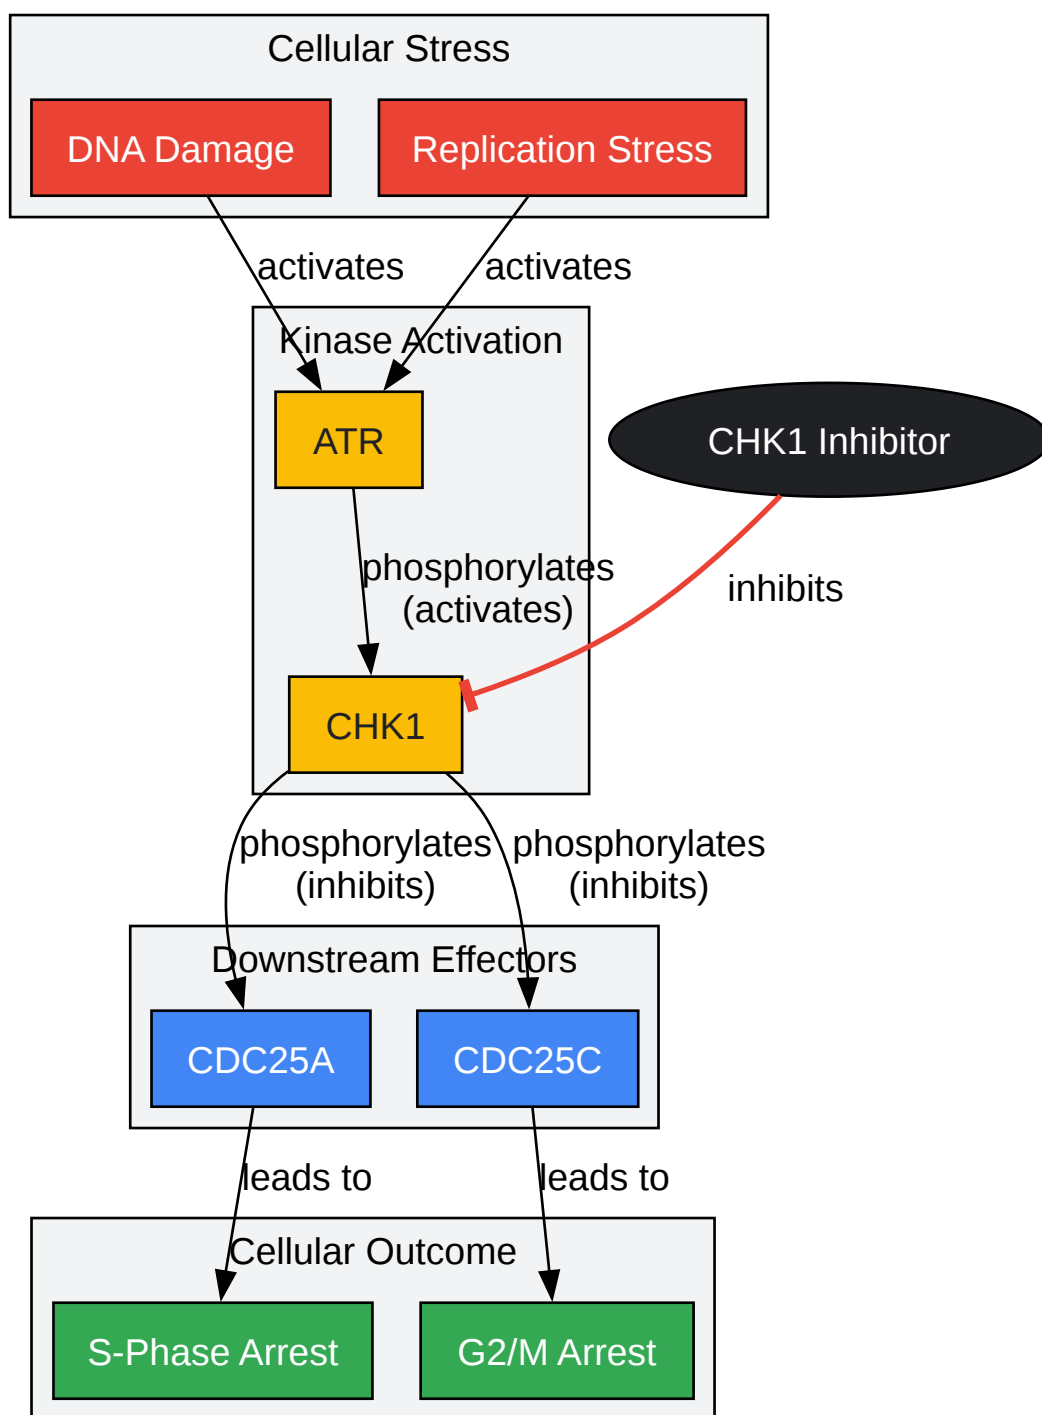 Cellular Stress
DNA Damage
Replication Stress
activates
activates
Kinase Activation
ATR
CHK1 Inhibitor
phosphorylates
(activates)
inhibits
CHK1
phosphorylates
(inhibits)
phosphorylates
(inhibits)
Downstream Effectors
CDC25A
CDC25C
leads to
leads to
Cellular Outcome
S-Phase Arrest
G2/M Arrest